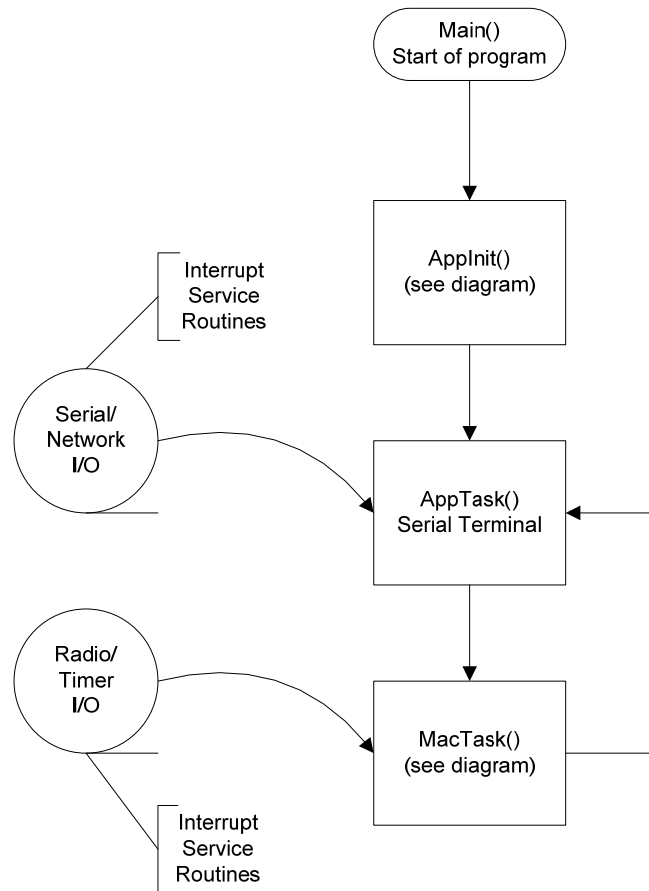 Main()
Start of program
AppInit()
(see diagram)
Interrupt
Service
Routines
Serial/
Network
I/O
AppTask()
Serial Terminal
Radio/
Timer
I/O
MacTask()
(see diagram)
Interrupt
Service
Routines